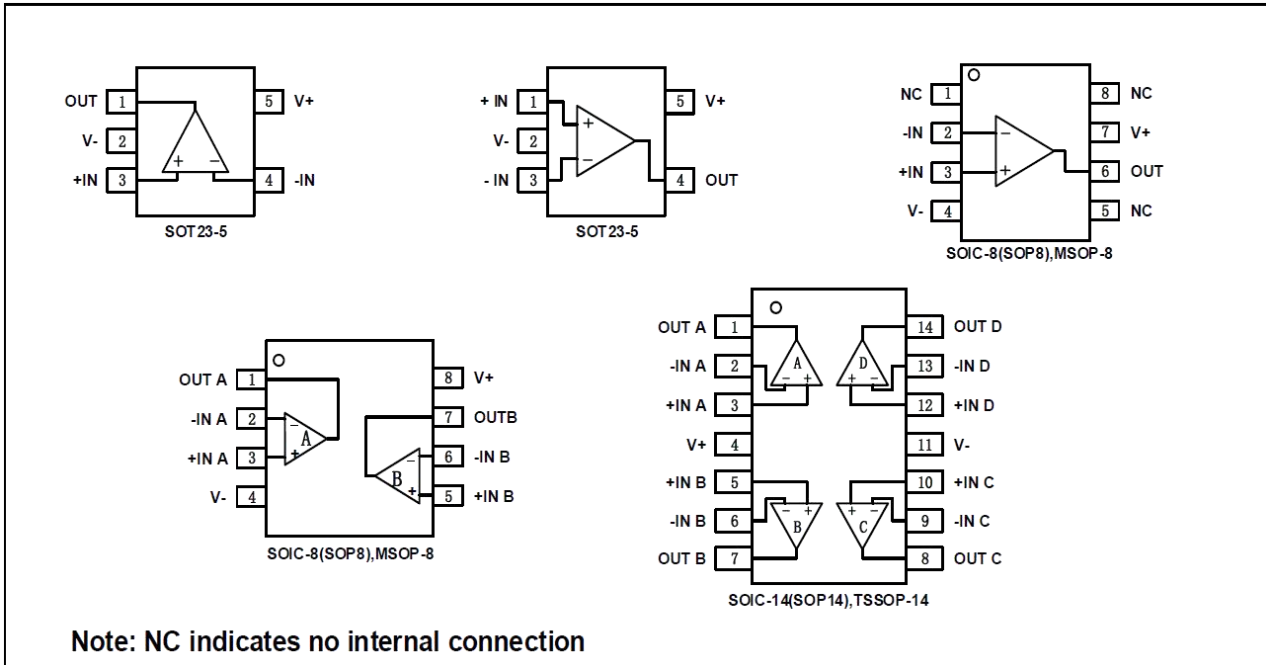 OUT 1 5 V+
V- 2
+IN 3 4 -IN
+ -
SOT23-5
+ IN 1 5 V+
V- 2
- IN 3 4 OUT
+
-
SOT23-5
NC 1 8 NC
-IN 2 7 V+
+IN 3 6 OUT
V- 4 5 NC
-
+
SOIC-8(SOP8),MSOP-8
OUT A 1 8 V+
-IN A 2 7 OUTB
+IN A 3 6 -IN B
V- 4 5 +IN B
- A +
- B +
SOIC-8(SOP8),MSOP-8
OUT A 1 14 OUT D
-IN A 2 13 -IN D
+IN A 3 12 +IN D
V+ 4 11 V-
+IN B 5 10 +IN C
-IN B 6 9 -IN C
OUT B 7 8 OUT C
A D
- + + -
- + + -
B C
SOIC-14(SOP14),TSSOP-14
Note: NC indicates no internal connection